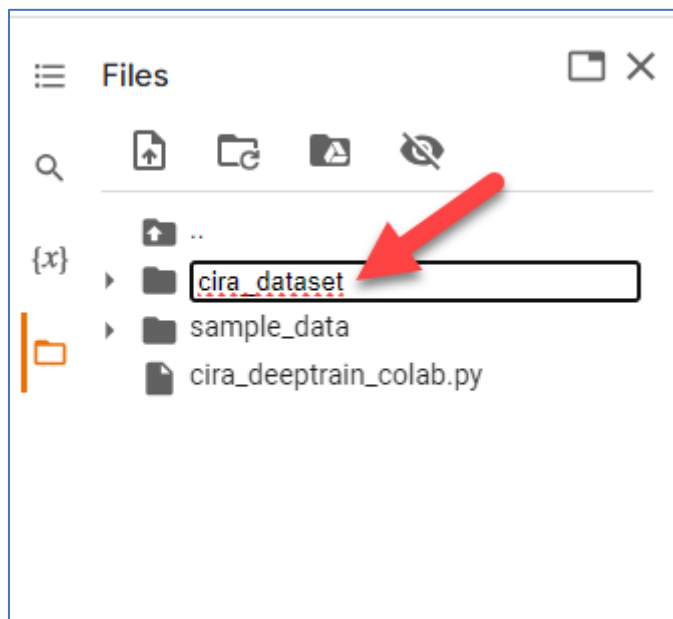 Files
{x}
..
cira_dataset
sample_data
cira_deeptrain_colab.py